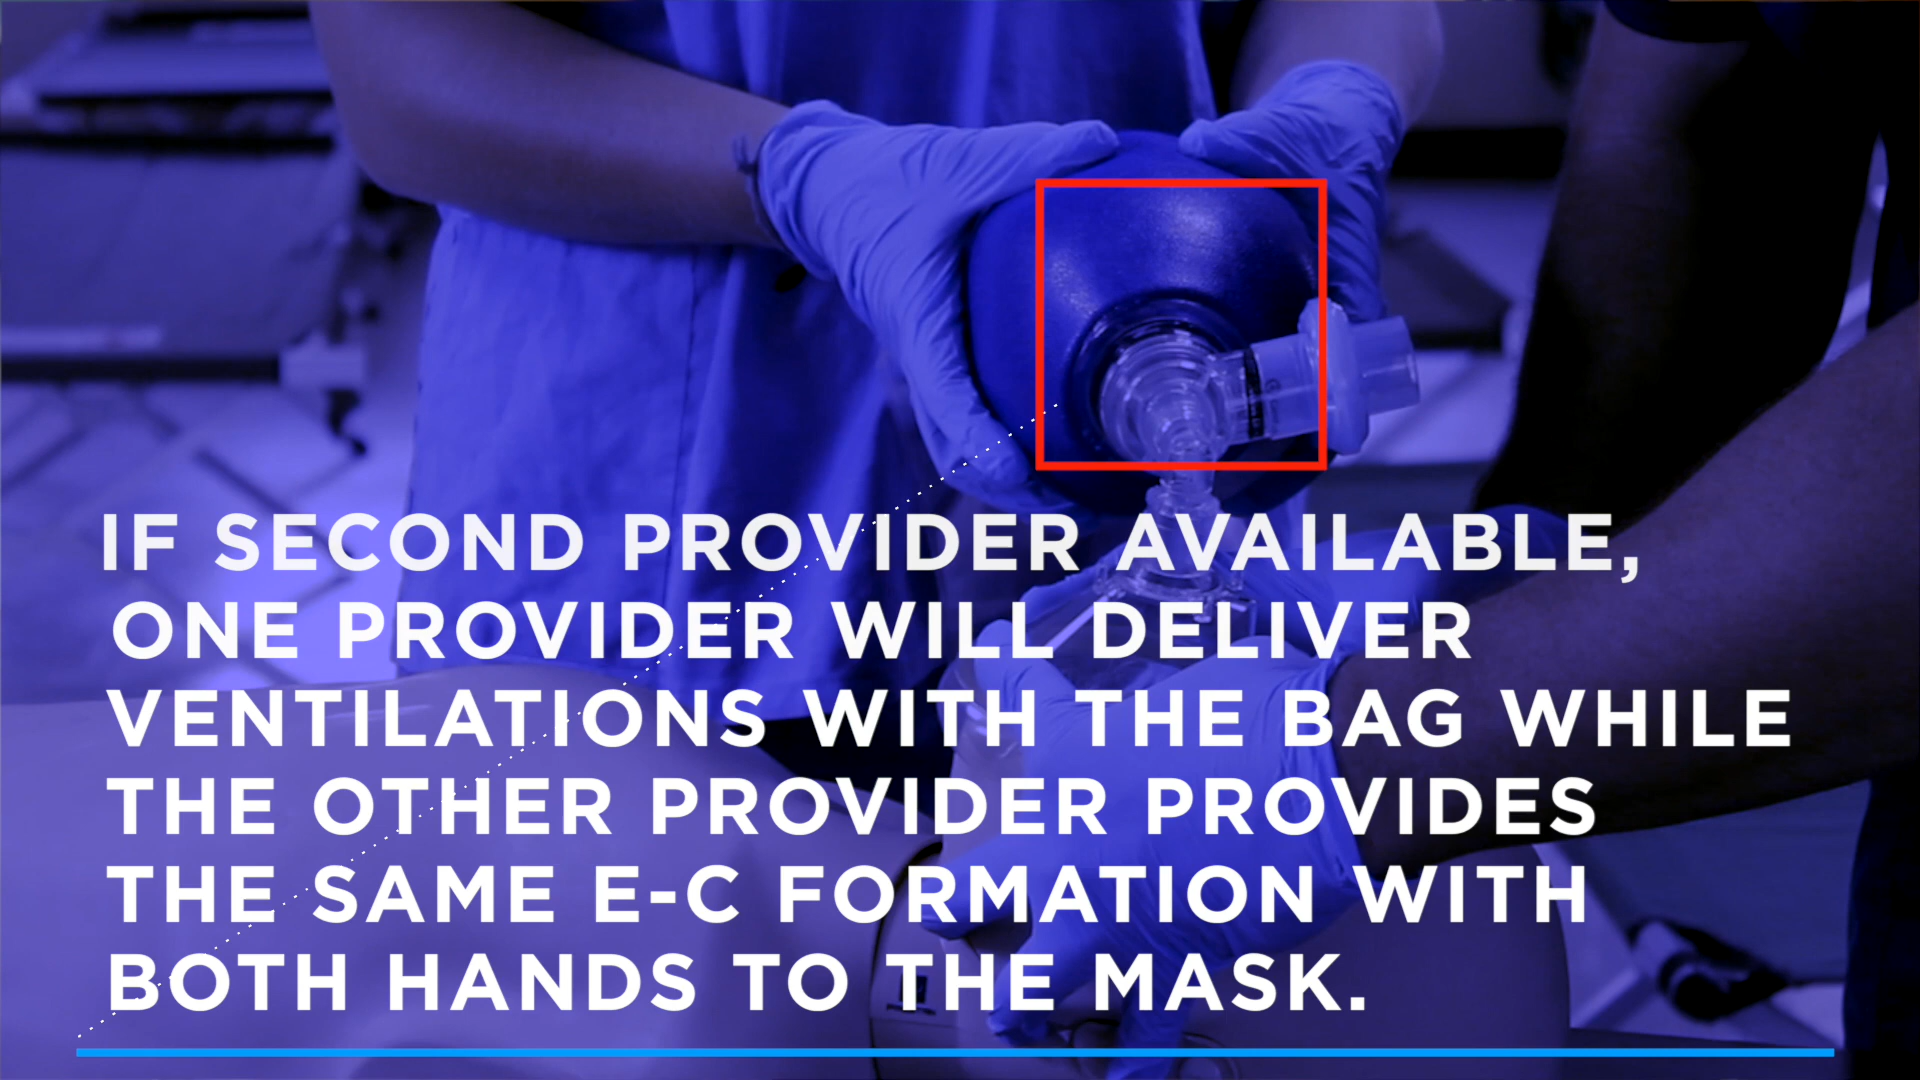 IF SECOND PROVIDER AVAILABLE,
ONE PROVIDER WILL DELIVER
VENTILATIONS WITH THE BAG WHILE
THE OTHER PROVIDER PROVIDES
THE SAME E-C FORMATION WITH
BOTH HANDS TO THE MASK.